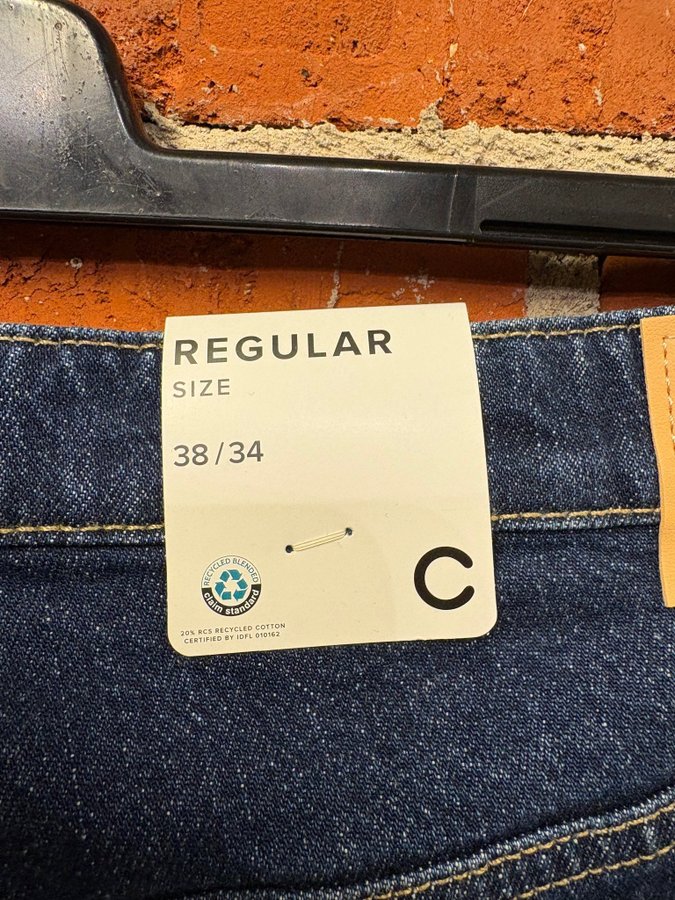 REGULAR
SIZE
38/34
RECYCLED BLENDED
claim standard
C
20% RCS RECYCLED COTTON
CERTIFIED BY IDFL 010162